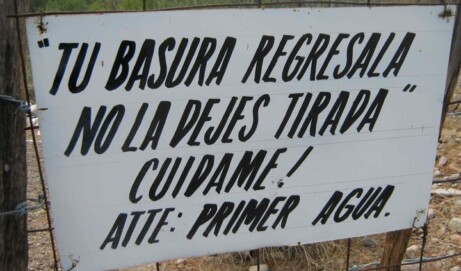 "TU BASURA REGRESALA
NO LA DEJES TIRADA"
CUIDAME!
ATTE: PRIMER AGUA.